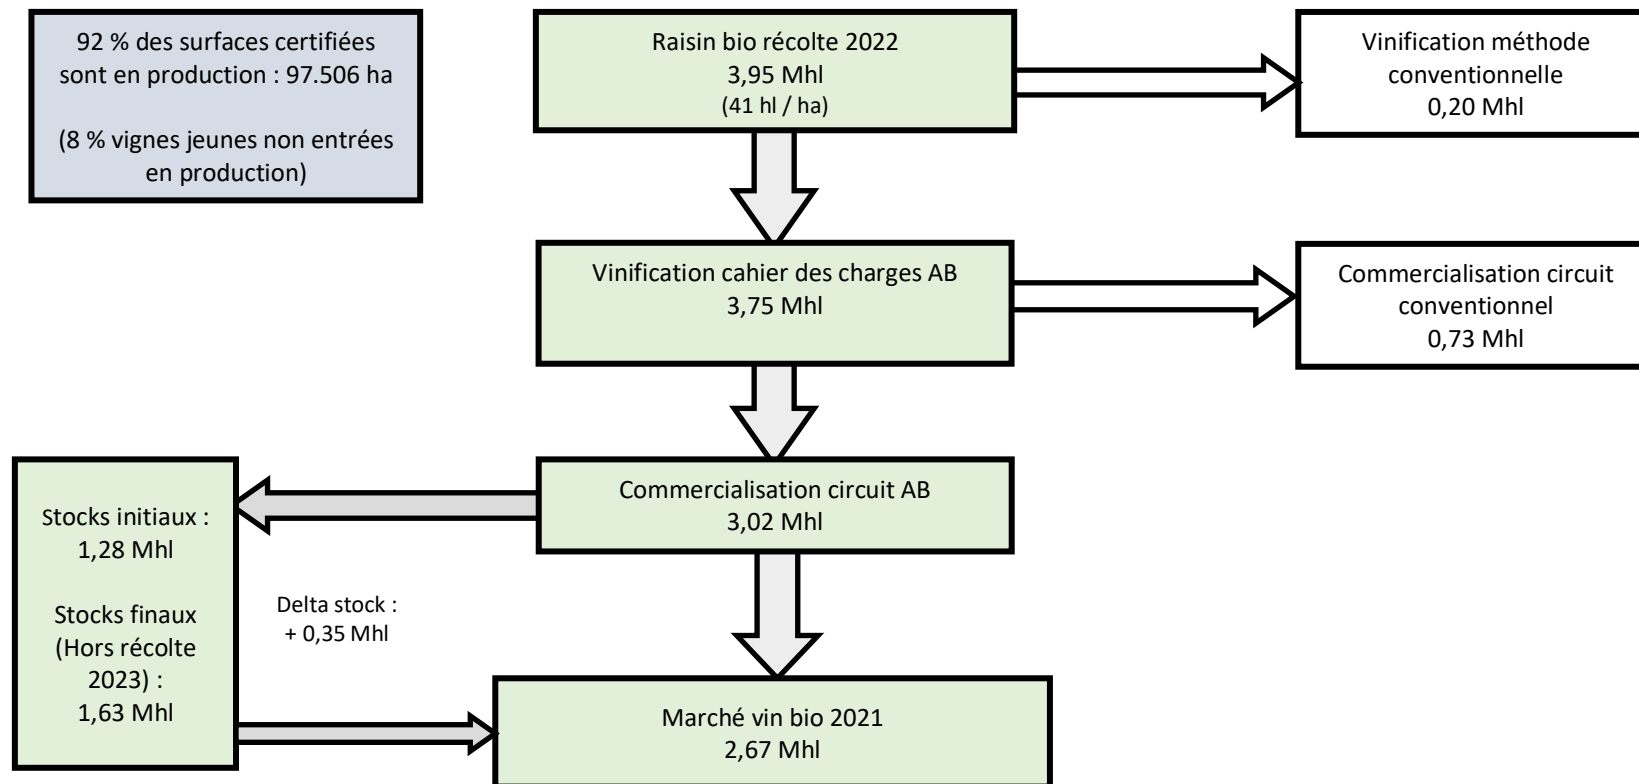 92 % des surfaces certifiées
sont en production : 97.506 ha
(8 % vignes jeunes non entrées
en production)
Raisin bio récolte 2022
3,95 Mhl
(41 hl / ha)
Vinification méthode
conventionnelle
0,20 Mhl
Vinification cahier des charges AB
3,75 Mhl
Commercialisation circuit
conventionnel
0,73 Mhl
Commercialisation circuit AB
3,02 Mhl
Stocks initiaux :
1,28 Mhl
Stocks finaux
(Hors récolte
2023) :
1,63 Mhl
Delta stock :
+ 0,35 Mhl
Marché vin bio 2021
2,67 Mhl